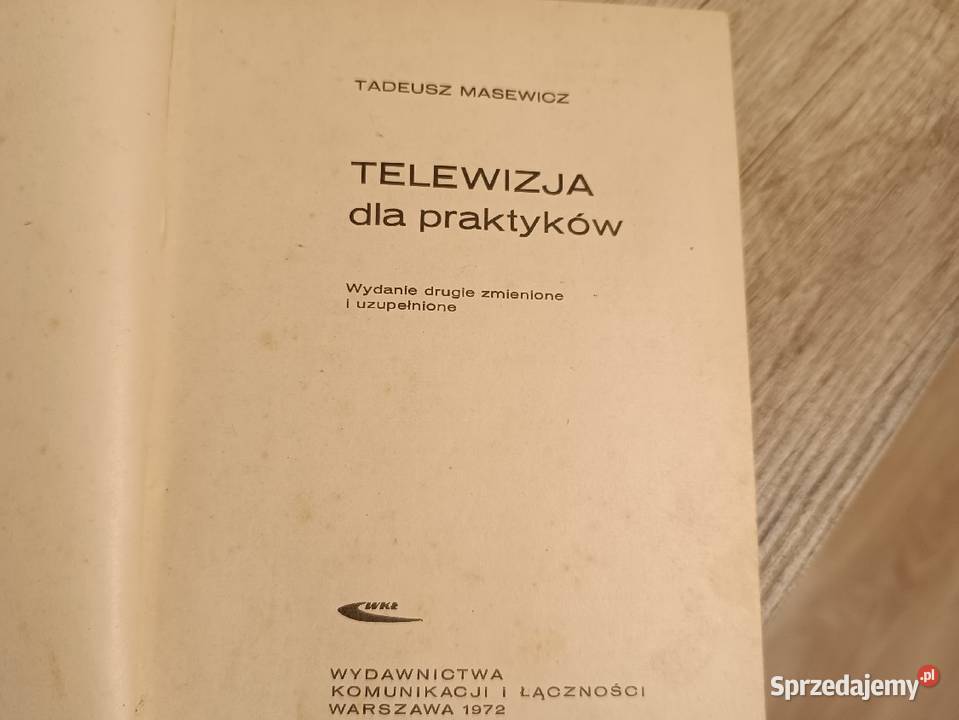 TADEUSZ MASEWICZ
TELEWIZJA
dla praktyków
Wydanie drugie zmienione
i uzupełnione
WKŁ
WYDAWNICTWA
KOMUNIKACJI I ŁĄCZNOŚCI
WARSZAWA 1972
Sprzedajemy.pl